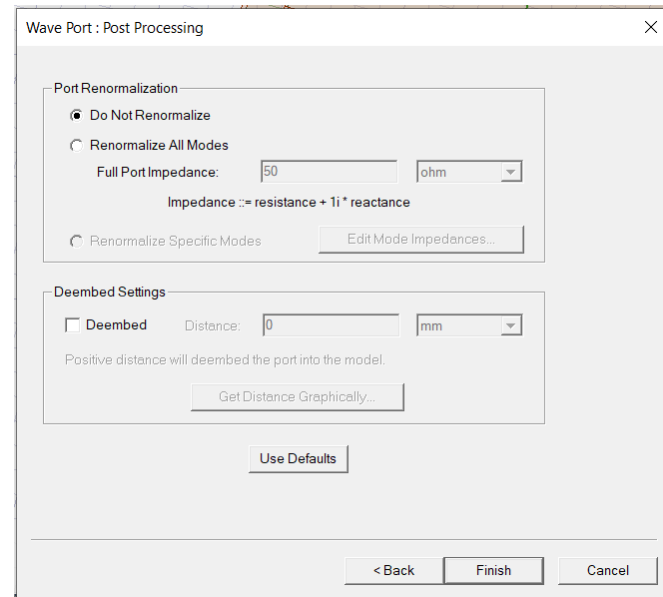 Wave Port : Post Processing
Port Renormalization
Do Not Renormalize
Renormalize All Modes
Full Port Impedance: 50 ohm
Impedance ::= resistance + 1i * reactance
Renormalize Specific Modes Edit Mode Impedances...
Deembed Settings
Deembed Distance: 0 mm
Positive distance will deembed the port into the model.
Get Distance Graphically...
Use Defaults
< Back Finish Cancel